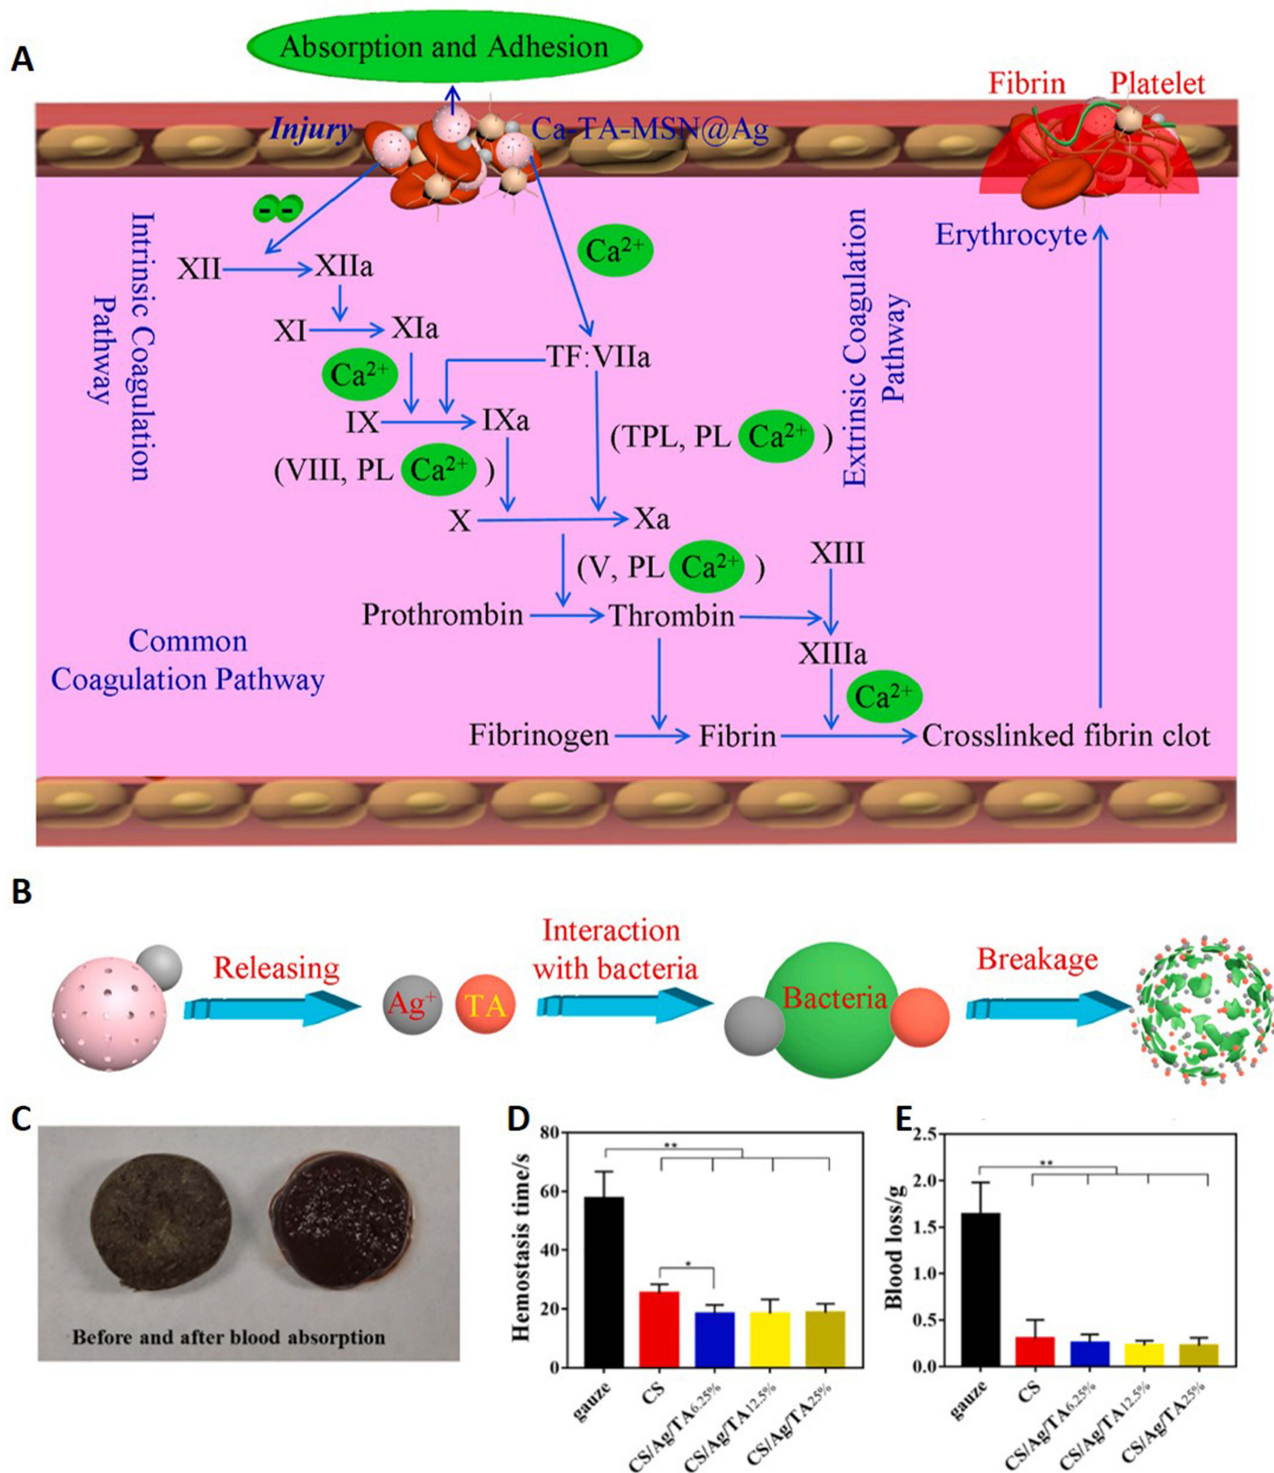 A
Absorption and Adhesion
Fibrin Platelet
Injury
Ca-TA-MSN@Ag
Erythrocyte
Intrinsic Coagulation
Pathway
- -
Ca²⁺
Extrinsic Coagulation
Pathway
XII XIIa
XI XIa
TF:VIIa
Ca²⁺
IX IXa
(TPL, PL Ca²⁺ )
(VIII, PL Ca²⁺ )
X Xa
(V, PL Ca²⁺ )
XIII
Prothrombin Thrombin
XIIIa
Common
Coagulation Pathway
Ca²⁺
Fibrinogen Fibrin Crosslinked fibrin clot
B
Releasing
Ag⁺ TA
Interaction
with bacteria
Bacteria
Breakage
C
Before and after blood absorption
D
Hemostasis time/s
80
60
40
20
0
**
*
gauze
CS
CS/Ag/TA6.25%
CS/Ag/TA12.5%
CS/Ag/TA25%
E
Blood loss/g
2.5
2.0
1.5
1.0
0.5
0.0
**
gauze
CS
CS/Ag/TA6.25%
CS/Ag/TA12.5%
CS/Ag/TA25%